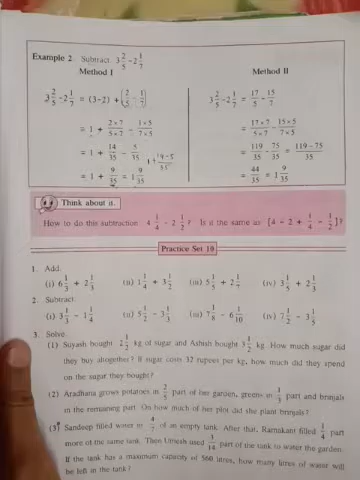 Example 2. Subtract 3 2/5 - 2 1/7
Method I Method II
3 2/5 - 2 1/7 = (3-2) + (2/5 - 1/7) 3 2/5 - 2 1/7 = 17/5 - 15/7
= 1 + 2×7/5×7 - 1×5/7×5 = 17×7/5×7 - 15×5/7×5
= 1 + 14/35 - 5/35 = 119/35 - 75/35 = 119-75/35
= 1 + 9/35 = 1 9/35 = 44/35 = 1 9/35
Think about it.
How to do this subtraction 4 1/4 - 2 1/2 ? Is it the same as [4 - 2 + 1/4 - 1/2]?
Practice Set 10
1. Add.
(i) 6 1/3 + 2 1/3 (ii) 1 1/4 + 3 1/2 (iii) 5 1/5 + 2 1/7 (iv) 3 1/5 + 2 1/3
2. Subtract.
(i) 3 1/3 - 1 1/4 (ii) 5 1/2 - 3 1/3 (iii) 7 1/8 - 6 1/10 (iv) 7 1/2 - 3 1/5
3. Solve.
(1) Suyash bought 2 1/2 kg of sugar and Ashish bought 3 1/2 kg. How much sugar did
they buy altogether? If sugar costs 32 rupees per kg, how much did they spend
on the sugar they bought?
(2) Aradhana grows potatoes in 2/5 part of her garden, greens in 1/3 part and brinjals
in the remaining part. On how much of her plot did she plant brinjals?
(3) Sandeep filled water in 4/7 of an empty tank. After that, Ramakant filled 1/4 part
more of the same tank. Then Umesh used 3/14 part of the tank to water the garden.
If the tank has a maximum capacity of 560 litres, how many litres of water will
be left in the tank?